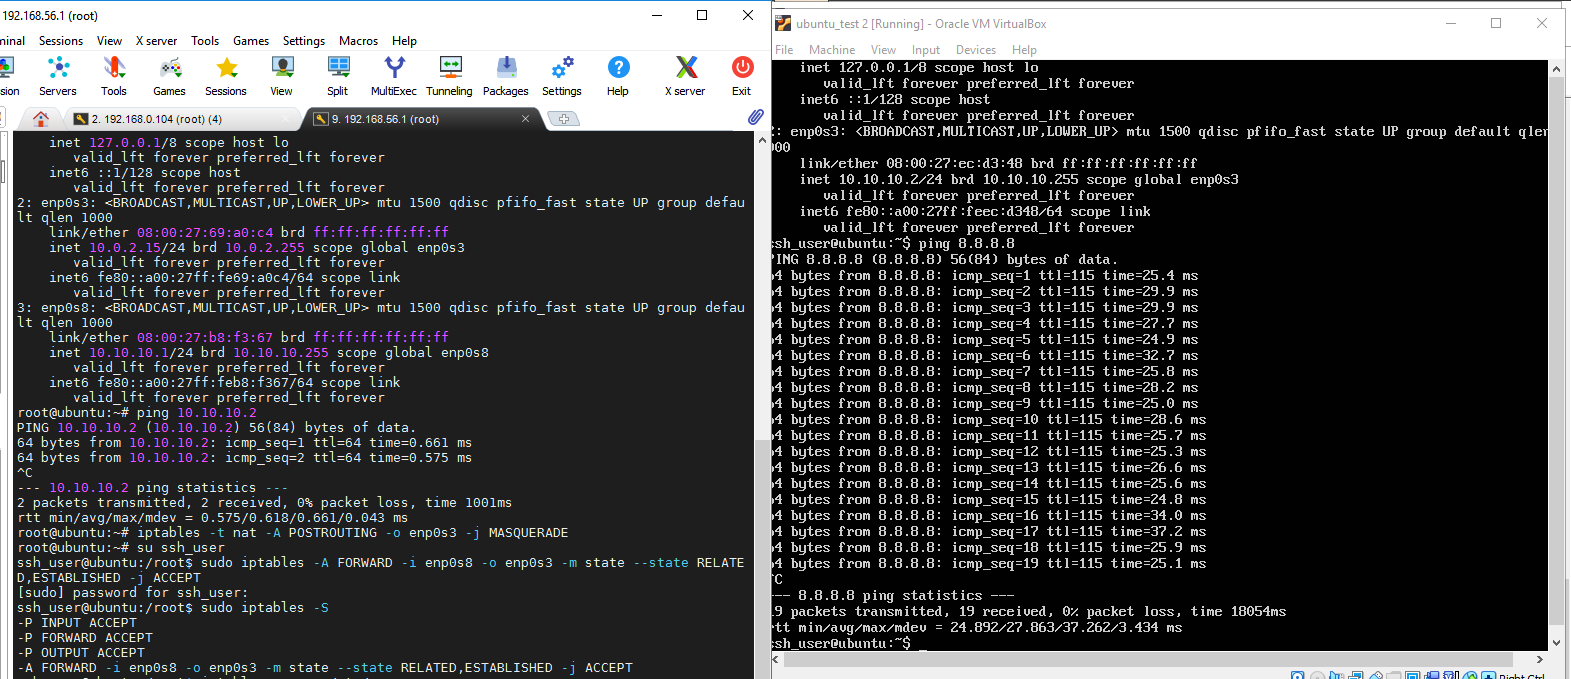 192.168.56.1 (root)
minal Sessions View X server Tools Games Settings Macros Help
sion Servers Tools Games Sessions View Split MultiExec Tunneling Packages Settings Help X server Exit
2. 192.168.0.104 (root) (4)
9. 192.168.56.1 (root)
inet 127.0.0.1/8 scope host lo
valid_lft forever preferred_lft forever
inet6 ::1/128 scope host
valid_lft forever preferred_lft forever
2: enp0s3: <BROADCAST,MULTICAST,UP,LOWER_UP> mtu 1500 qdisc pfifo_fast state UP group defau
lt qlen 1000
link/ether 08:00:27:69:a0:c4 brd ff:ff:ff:ff:ff:ff
inet 10.0.2.15/24 brd 10.0.2.255 scope global enp0s3
valid_lft forever preferred_lft forever
inet6 fe80::a00:27ff:fe69:a0c4/64 scope link
valid_lft forever preferred_lft forever
3: enp0s8: <BROADCAST,MULTICAST,UP,LOWER_UP> mtu 1500 qdisc pfifo_fast state UP group defau
lt qlen 1000
link/ether 08:00:27:b8:f3:67 brd ff:ff:ff:ff:ff:ff
inet 10.10.10.1/24 brd 10.10.10.255 scope global enp0s8
valid_lft forever preferred_lft forever
inet6 fe80::a00:27ff:feb8:f367/64 scope link
valid_lft forever preferred_lft forever
root@ubuntu:~# ping 10.10.10.2
PING 10.10.10.2 (10.10.10.2) 56(84) bytes of data.
64 bytes from 10.10.10.2: icmp_seq=1 ttl=64 time=0.661 ms
64 bytes from 10.10.10.2: icmp_seq=2 ttl=64 time=0.575 ms
^C
--- 10.10.10.2 ping statistics ---
2 packets transmitted, 2 received, 0% packet loss, time 1001ms
rtt min/avg/max/mdev = 0.575/0.618/0.661/0.043 ms
root@ubuntu:~# iptables -t nat -A POSTROUTING -o enp0s3 -j MASQUERADE
root@ubuntu:~# su ssh_user
ssh_user@ubuntu:/root$ sudo iptables -A FORWARD -i enp0s8 -o enp0s3 -m state --state RELATE
D,ESTABLISHED -j ACCEPT
[sudo] password for ssh_user:
ssh_user@ubuntu:/root$ sudo iptables -S
-P INPUT ACCEPT
-P FORWARD ACCEPT
-P OUTPUT ACCEPT
-A FORWARD -i enp0s8 -o enp0s3 -m state --state RELATED,ESTABLISHED -j ACCEPT
ubuntu_test 2 [Running] - Oracle VM VirtualBox
File Machine View Input Devices Help
inet 127.0.0.1/8 scope host lo
valid_lft forever preferred_lft forever
inet6 ::1/128 scope host
valid_lft forever preferred_lft forever
2: enp0s3: <BROADCAST,MULTICAST,UP,LOWER_UP> mtu 1500 qdisc pfifo_fast state UP group default qlen
000
link/ether 08:00:27:ec:d3:48 brd ff:ff:ff:ff:ff:ff
inet 10.10.10.2/24 brd 10.10.10.255 scope global enp0s3
valid_lft forever preferred_lft forever
inet6 fe80::a00:27ff:feec:d348/64 scope link
valid_lft forever preferred_lft forever
ssh_user@ubuntu:~$ ping 8.8.8.8
PING 8.8.8.8 (8.8.8.8) 56(84) bytes of data.
64 bytes from 8.8.8.8: icmp_seq=1 ttl=115 time=25.4 ms
64 bytes from 8.8.8.8: icmp_seq=2 ttl=115 time=29.9 ms
64 bytes from 8.8.8.8: icmp_seq=3 ttl=115 time=29.9 ms
64 bytes from 8.8.8.8: icmp_seq=4 ttl=115 time=27.7 ms
64 bytes from 8.8.8.8: icmp_seq=5 ttl=115 time=24.9 ms
64 bytes from 8.8.8.8: icmp_seq=6 ttl=115 time=32.7 ms
64 bytes from 8.8.8.8: icmp_seq=7 ttl=115 time=25.8 ms
64 bytes from 8.8.8.8: icmp_seq=8 ttl=115 time=28.2 ms
64 bytes from 8.8.8.8: icmp_seq=9 ttl=115 time=25.0 ms
64 bytes from 8.8.8.8: icmp_seq=10 ttl=115 time=28.6 ms
64 bytes from 8.8.8.8: icmp_seq=11 ttl=115 time=25.7 ms
64 bytes from 8.8.8.8: icmp_seq=12 ttl=115 time=25.3 ms
64 bytes from 8.8.8.8: icmp_seq=13 ttl=115 time=26.6 ms
64 bytes from 8.8.8.8: icmp_seq=14 ttl=115 time=25.6 ms
64 bytes from 8.8.8.8: icmp_seq=15 ttl=115 time=24.8 ms
64 bytes from 8.8.8.8: icmp_seq=16 ttl=115 time=34.0 ms
64 bytes from 8.8.8.8: icmp_seq=17 ttl=115 time=37.2 ms
64 bytes from 8.8.8.8: icmp_seq=18 ttl=115 time=25.9 ms
64 bytes from 8.8.8.8: icmp_seq=19 ttl=115 time=25.1 ms
^C
--- 8.8.8.8 ping statistics ---
19 packets transmitted, 19 received, 0% packet loss, time 18054ms
rtt min/avg/max/mdev = 24.892/27.863/37.262/3.434 ms
ssh_user@ubuntu:~$ _
Right Ctrl